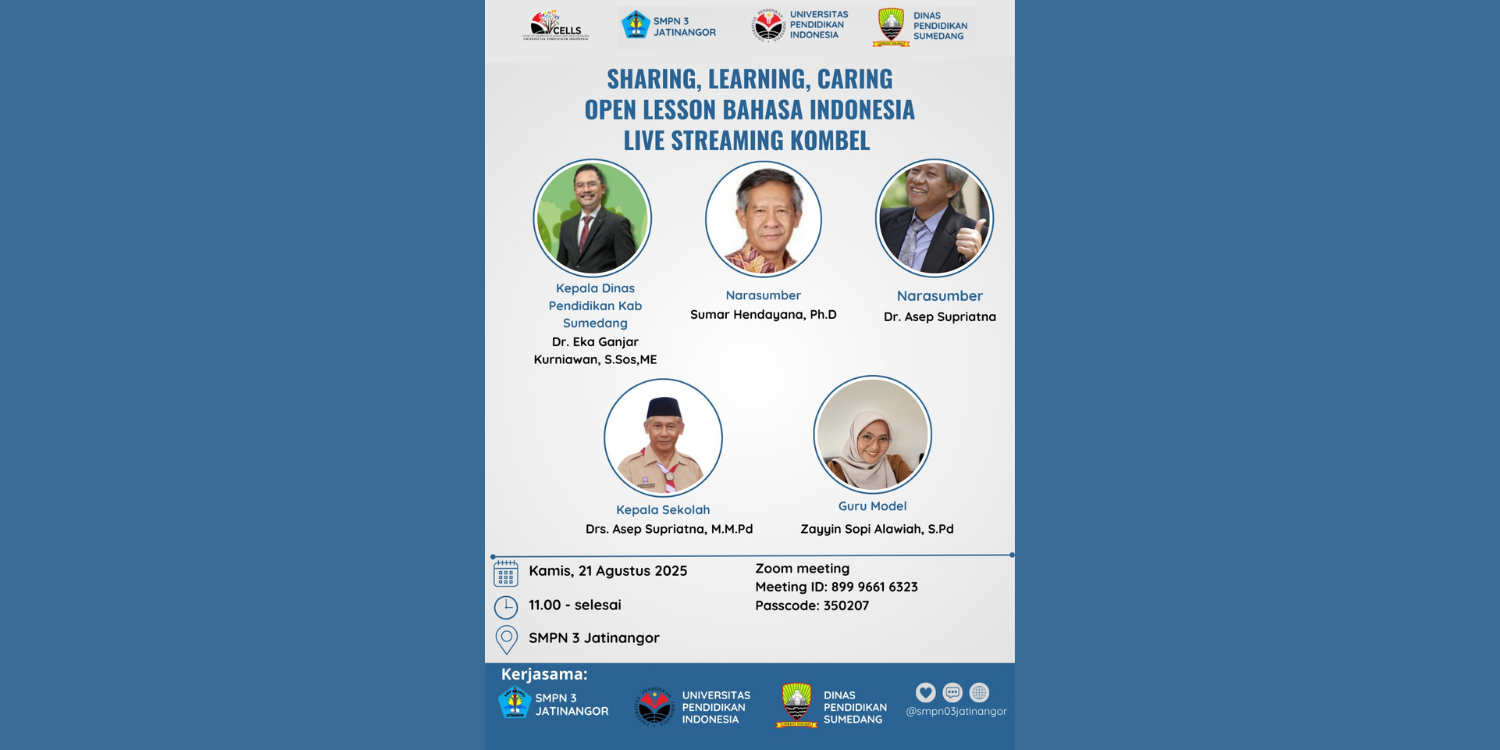 CELLS
UNIVERSITAS PENDIDIKAN INDONESIA
SMPN 3
JATINANGOR
UNIVERSITAS
PENDIDIKAN
INDONESIA
DINAS
PENDIDIKAN
SUMEDANG
SHARING, LEARNING, CARING
OPEN LESSON BAHASA INDONESIA
LIVE STREAMING KOMBEL
Kepala Dinas
Pendidikan Kab
Sumedang
Dr. Eka Ganjar
Kurniawan, S.Sos,ME
Narasumber
Sumar Hendayana, Ph.D
Narasumber
Dr. Asep Supriatna
Kepala Sekolah
Drs. Asep Supriatna, M.M.Pd
Guru Model
Zayyin Sopi Alawiah, S.Pd
Kamis, 21 Agustus 2025
11.00 - selesai
SMPN 3 Jatinangor
Zoom meeting
Meeting ID: 899 9661 6323
Passcode: 350207
Kerjasama:
SMPN 3
JATINANGOR
UNIVERSITAS
PENDIDIKAN
INDONESIA
DINAS
PENDIDIKAN
SUMEDANG
@smpn03jatinangor